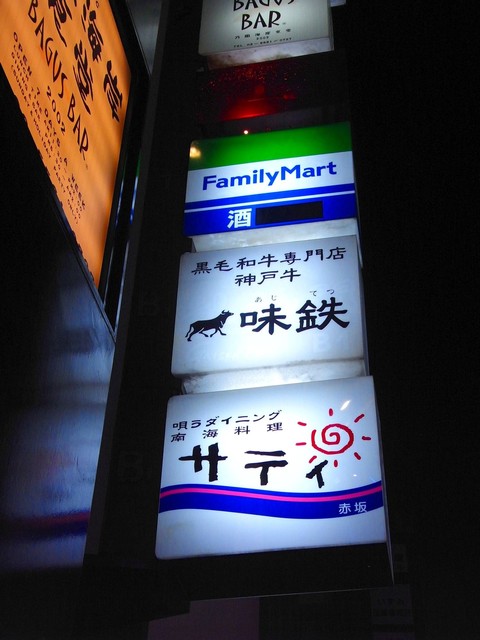 BAGUS
BAR
BAGUS BAR
2002
FamilyMart
酒
黒毛和牛専門店
神戸牛
あじ てつ
味鉄
唄うダイニング
南海料理
サティ
赤坂